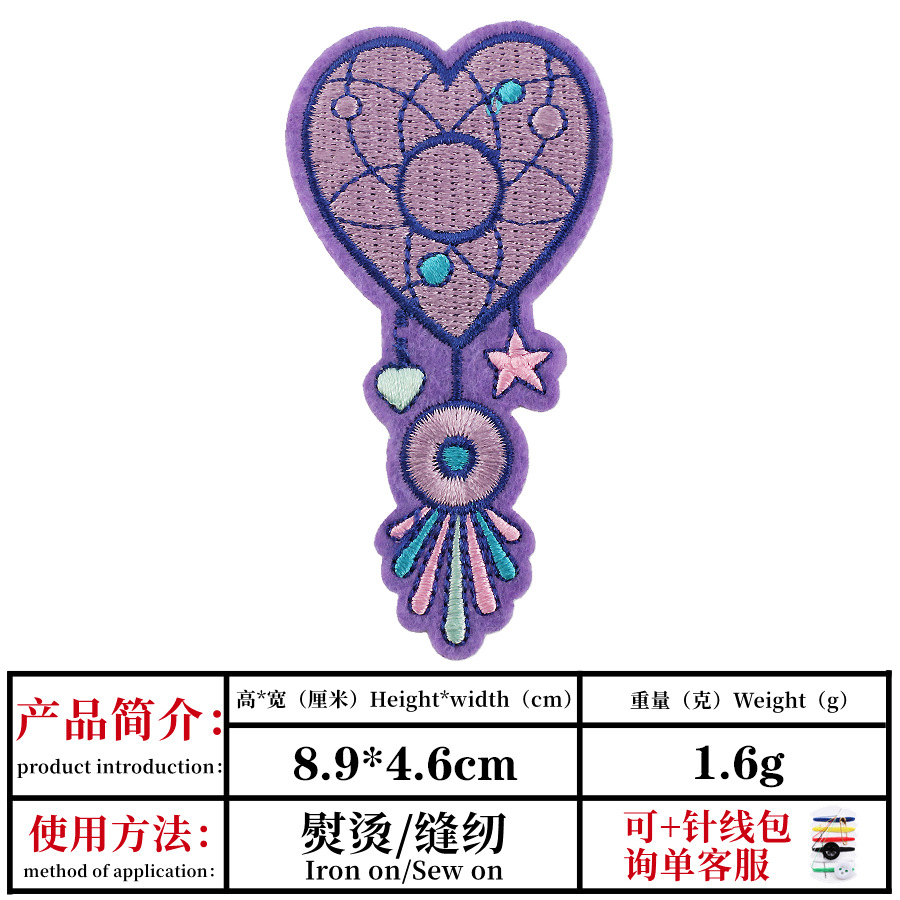 产品简介：
product introduction：
高*宽（厘米）Height*width（cm）
重量（克）Weight（g）
8.9*4.6cm
1.6g
使用方法：
method of application：
熨烫/缝纫
Iron on/Sew on
可+针线包
询单客服